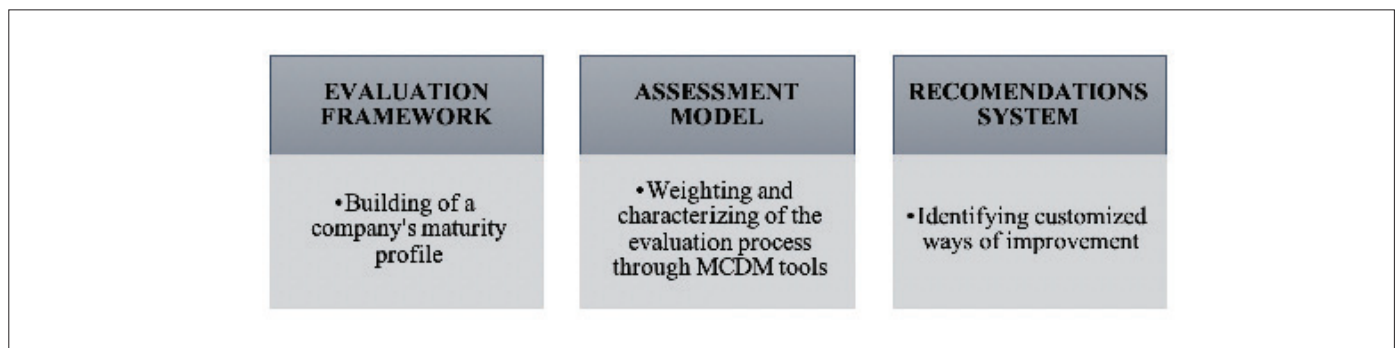 EVALUATION
FRAMEWORK
•Building of a
company's maturity
profile
ASSESSMENT
MODEL
•Weighting and
characterizing of the
evaluation process
through MCDM tools
RECOMENDATIONS
SYSTEM
•Identifying customized
ways of improvement